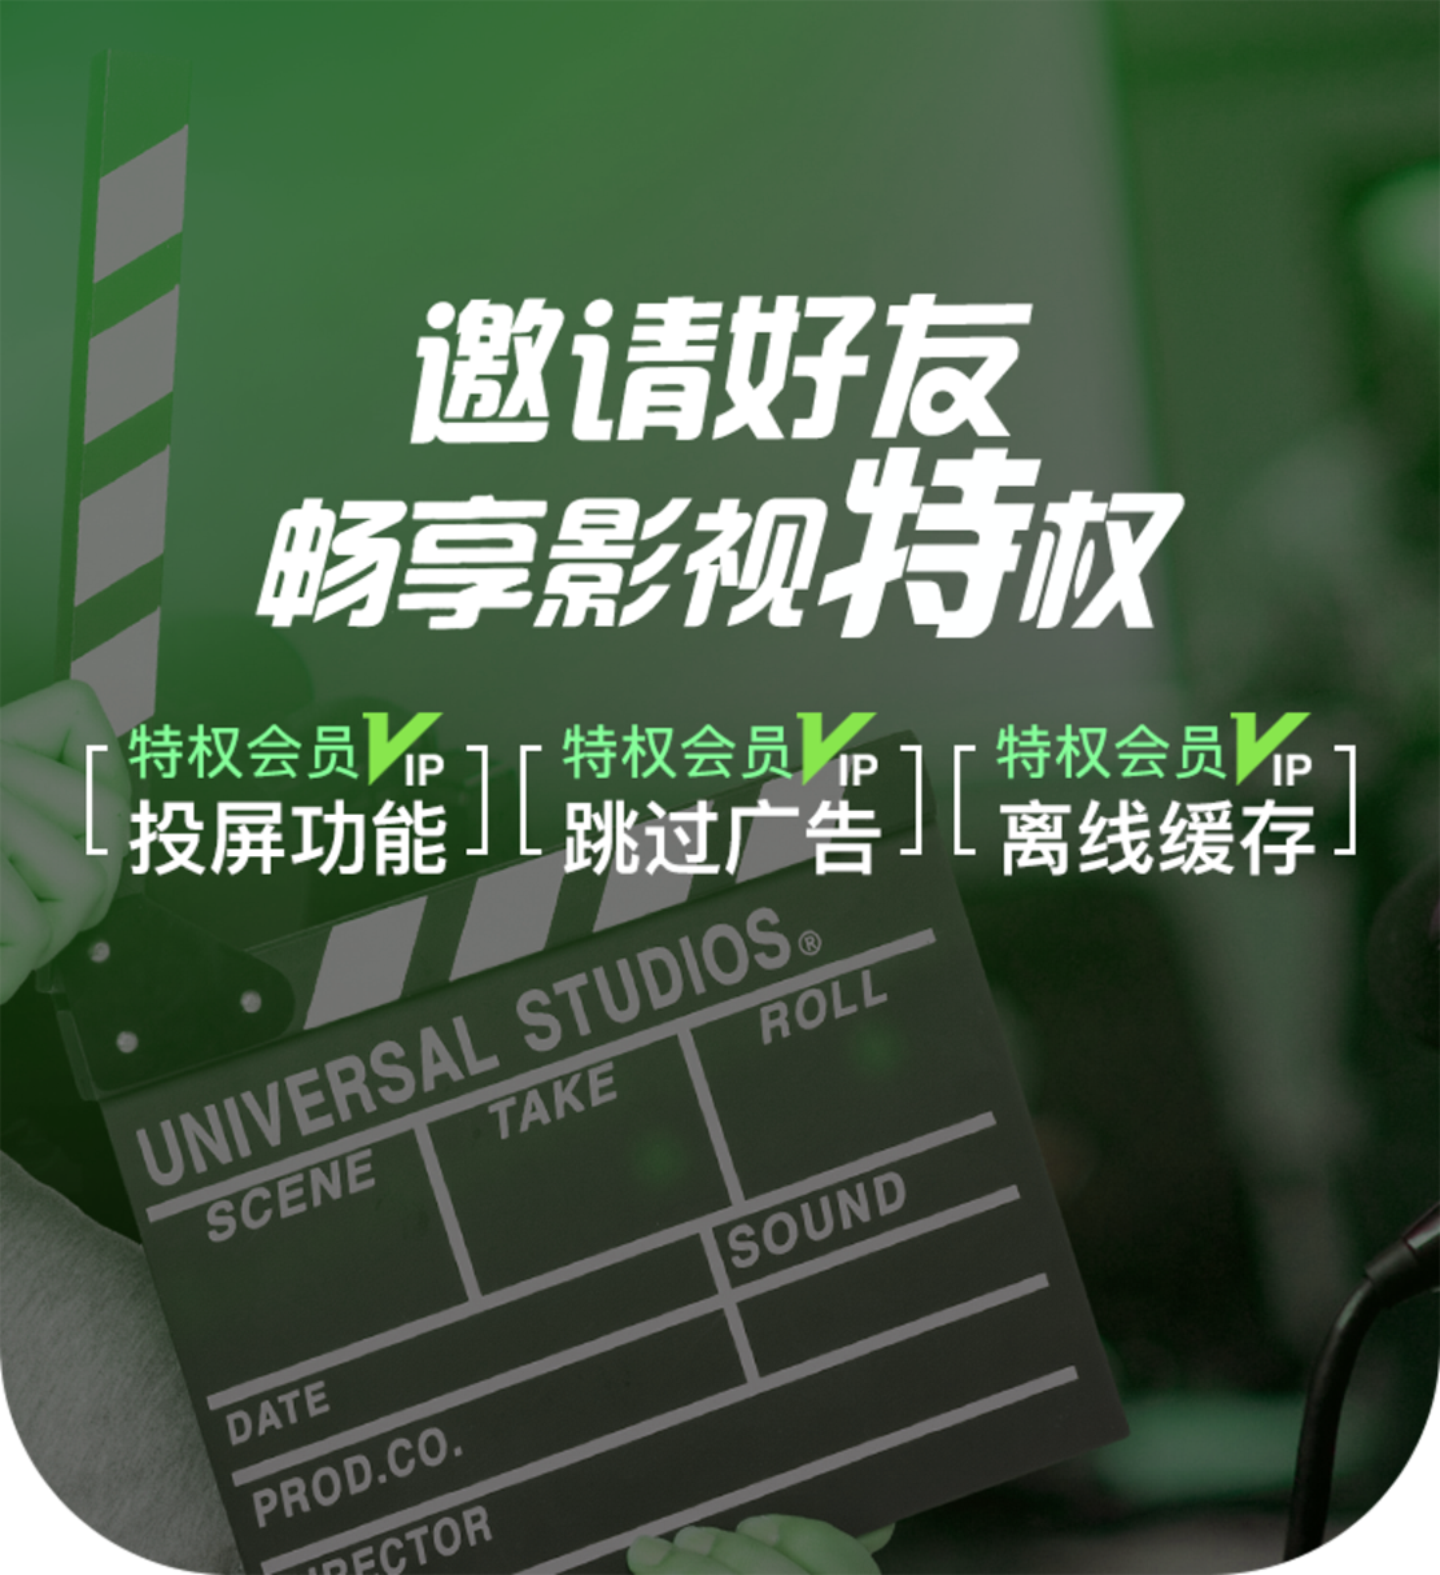 邀请好友
畅享影视特权
特权会员VIP
投屏功能
特权会员VIP
跳过广告
特权会员VIP
离线缓存
UNIVERSAL STUDIOS®
SCENE
TAKE
ROLL
SOUND
DATE
PROD.CO.
DIRECTOR